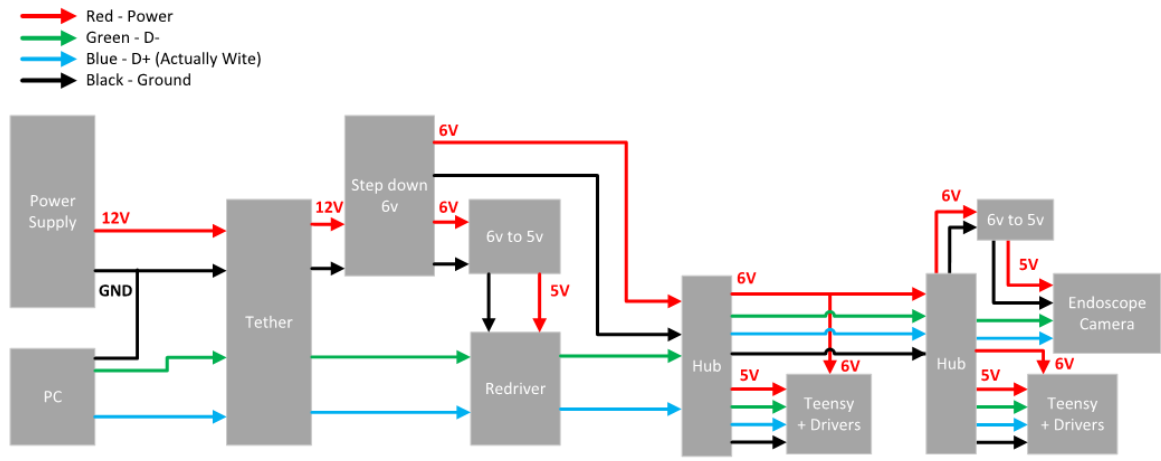 Red - Power
Green - D-
Blue - D+ (Actually Wite)
Black - Ground
Power
Supply
12V
GND
PC
Tether
12V
Step down
6v
6V
6V
6v to 5v
5V
Redriver
Hub
6V
5V
6V
Teensy
+ Drivers
Hub
6V
6v to 5v
5V
Endoscope
Camera
5V
6V
Teensy
+ Drivers